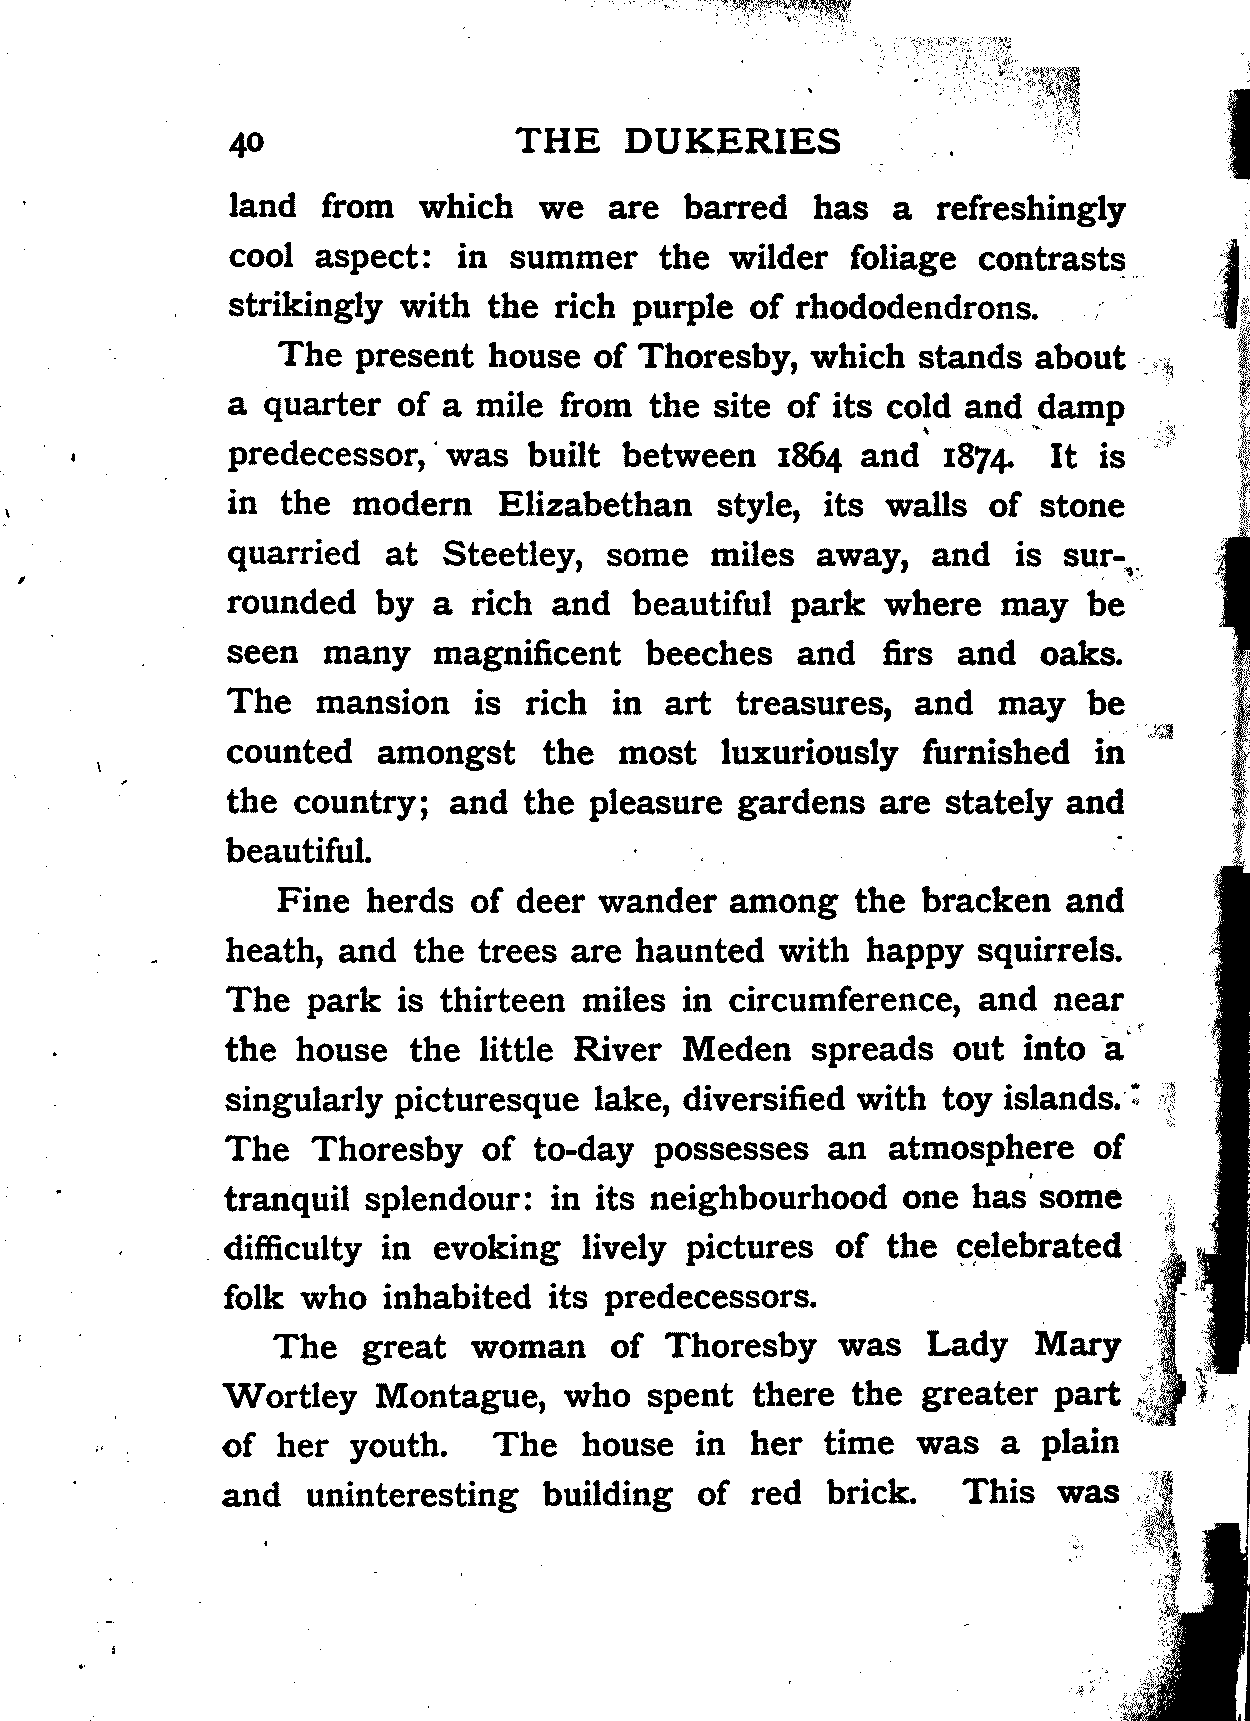 40 THE DUKERIES
land from which we are barred has a refreshingly
cool aspect: in summer the wilder foliage contrasts
strikingly with the rich purple of rhododendrons.
The present house of Thoresby, which stands about
a quarter of a mile from the site of its cold and damp
predecessor, was built between 1864 and 1874. It is
in the modern Elizabethan style, its walls of stone
quarried at Steetley, some miles away, and is sur-
rounded by a rich and beautiful park where may be
seen many magnificent beeches and firs and oaks.
The mansion is rich in art treasures, and may be
counted amongst the most luxuriously furnished in
the country; and the pleasure gardens are stately and
beautiful.
Fine herds of deer wander among the bracken and
heath, and the trees are haunted with happy squirrels.
The park is thirteen miles in circumference, and near
the house the little River Meden spreads out into a
singularly picturesque lake, diversified with toy islands.
The Thoresby of to-day possesses an atmosphere of
tranquil splendour: in its neighbourhood one has some
difficulty in evoking lively pictures of the celebrated
folk who inhabited its predecessors.
The great woman of Thoresby was Lady Mary
Wortley Montague, who spent there the greater part
of her youth. The house in her time was a plain
and uninteresting building of red brick. This was